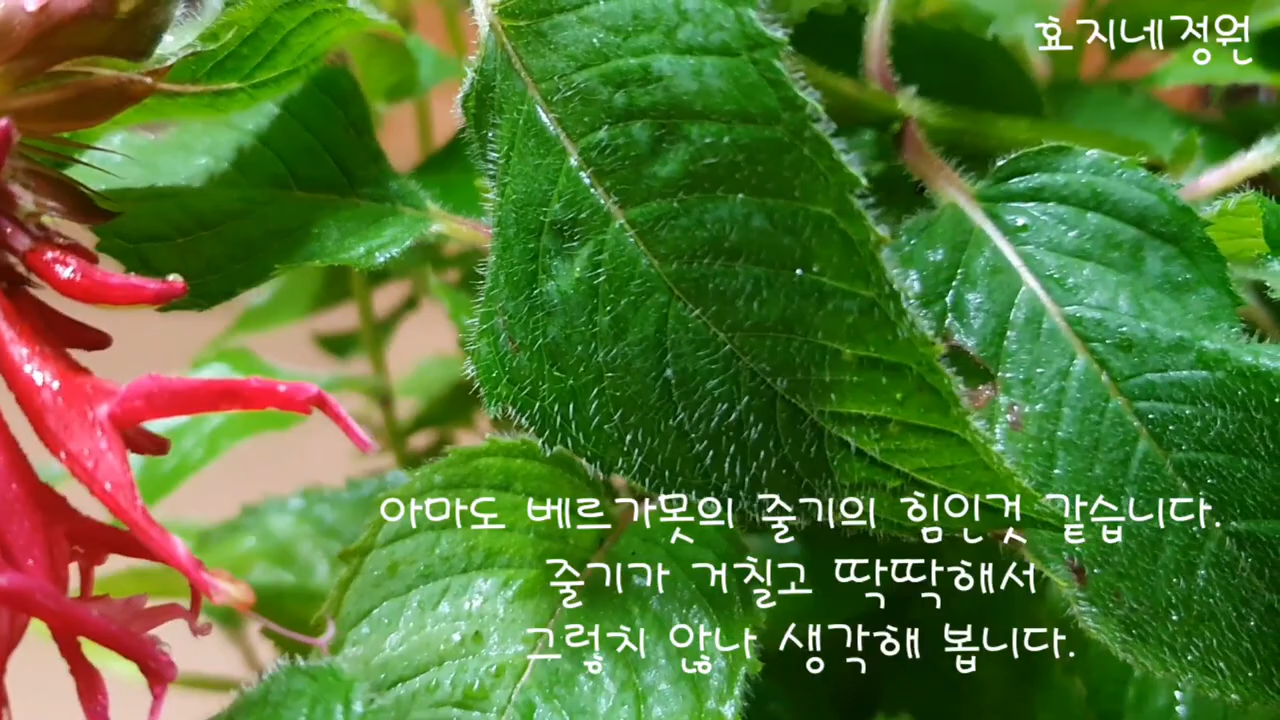 효지네정원
아마도 베르가못의 줄기의 힘인것 같습니다.
줄기가 거칠고 딱딱해서
그렇치 않나 생각해 봅니다.